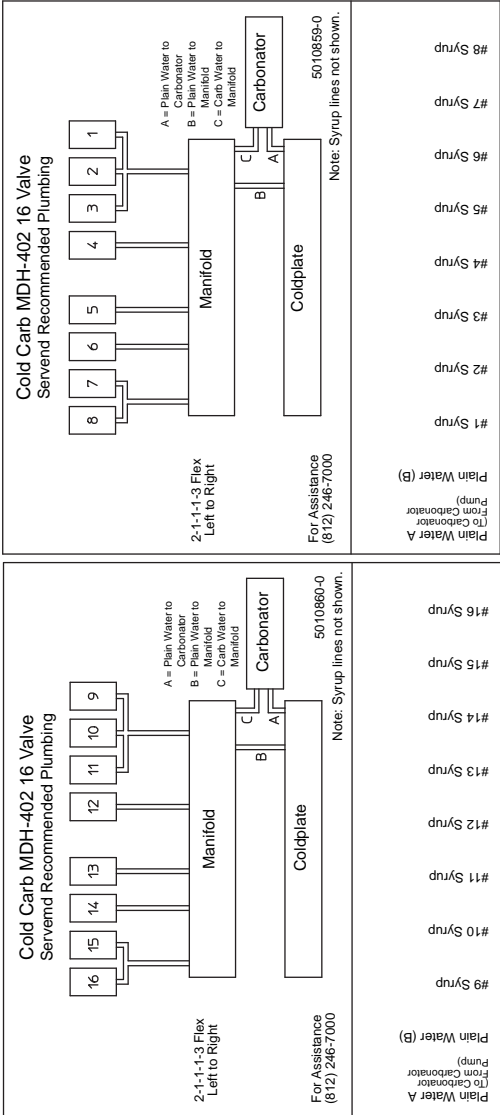 Cold Carb MDH-402 16 Valve
Servend Recommended Plumbing
8
7
6
5
4
3
2
1
2-1-1-1-3 Flex
Left to Right
Manifold
A = Plain Water to
Carbonator
B = Plain Water to
Manifold
C = Carb Water to
Manifold
C
B
A
Carbonator
Coldplate
For Assistance
(812) 246-7000
5010859-0
Note: Syrup lines not shown.
Plain Water A
(To Carbonator
From Carbonator
Pump)
Plain Water (B)
#1 Syrup
#2 Syrup
#3 Syrup
#4 Syrup
#5 Syrup
#6 Syrup
#7 Syrup
#8 Syrup
Cold Carb MDH-402 16 Valve
Servemd Recommended Plumbing
16
15
14
13
12
11
10
9
2-1-1-1-3 Flex
Left to Right
Manifold
A = Plain Water to
Carbonator
B = Plain Water to
Manifold
C = Carb Water to
Manifold
C
B
A
Carbonator
Coldplate
For Assistance
(812) 246-7000
5010860-0
Note: Syrup lines not shown.
Plain Water A
(To Carbonator
From Carbonator
Pump)
Plain Water (B)
#9 Syrup
#10 Syrup
#11 Syrup
#12 Syrup
#13 Syrup
#14 Syrup
#15 Syrup
#16 Syrup